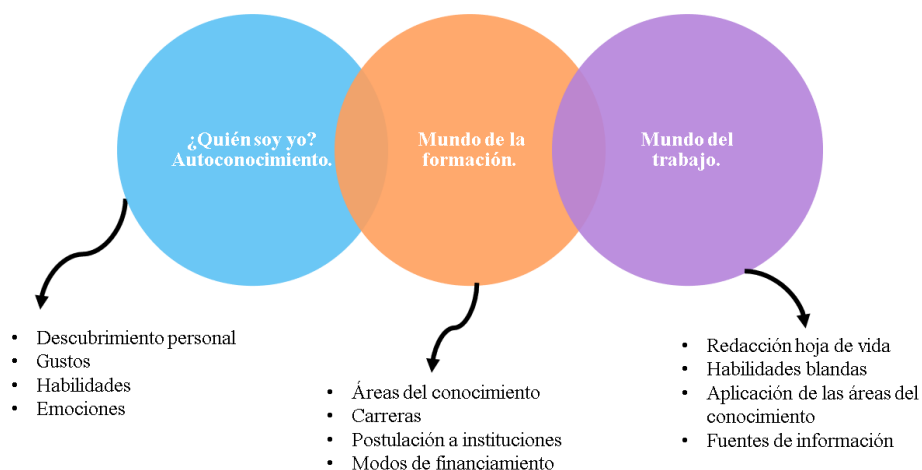 ¿Quién soy yo?
Autoconocimiento.
Mundo de la
formación.
Mundo del
trabajo.
• Descubrimiento personal
• Gustos
• Habilidades
• Emociones
• Áreas del conocimiento
• Carreras
• Postulación a instituciones
• Modos de financiamiento
• Redacción hoja de vida
• Habilidades blandas
• Aplicación de las áreas del
conocimiento
• Fuentes de información